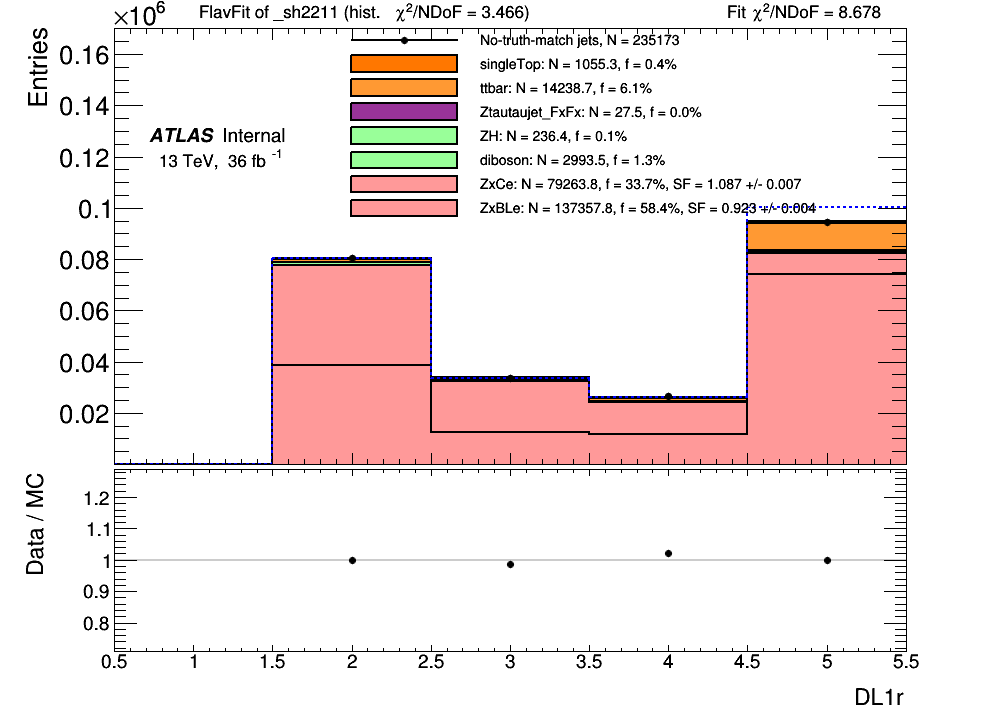 ×10⁶ FlavFit of _sh2211 (hist. χ²/NDoF = 3.466) Fit χ²/NDoF = 8.678
Entries
No-truth-match jets, N = 235173
singleTop: N = 1055.3, f = 0.4%
ttbar: N = 14238.7, f = 6.1%
Ztautaujet_FxFx: N = 27.5, f = 0.0%
ZH: N = 236.4, f = 0.1%
diboson: N = 2993.5, f = 1.3%
ZxCe: N = 79263.8, f = 33.7%, SF = 1.087 +/- 0.007
ZxBLe: N = 137357.8, f = 58.4%, SF = 0.923 +/- 0.004
ATLAS Internal
13 TeV, 36 fb⁻¹
0.16
0.14
0.12
0.1
0.08
0.06
0.04
0.02
Data / MC
1.2
1.1
1
0.9
0.8
0.5 1 1.5 2 2.5 3 3.5 4 4.5 5 5.5
DL1r